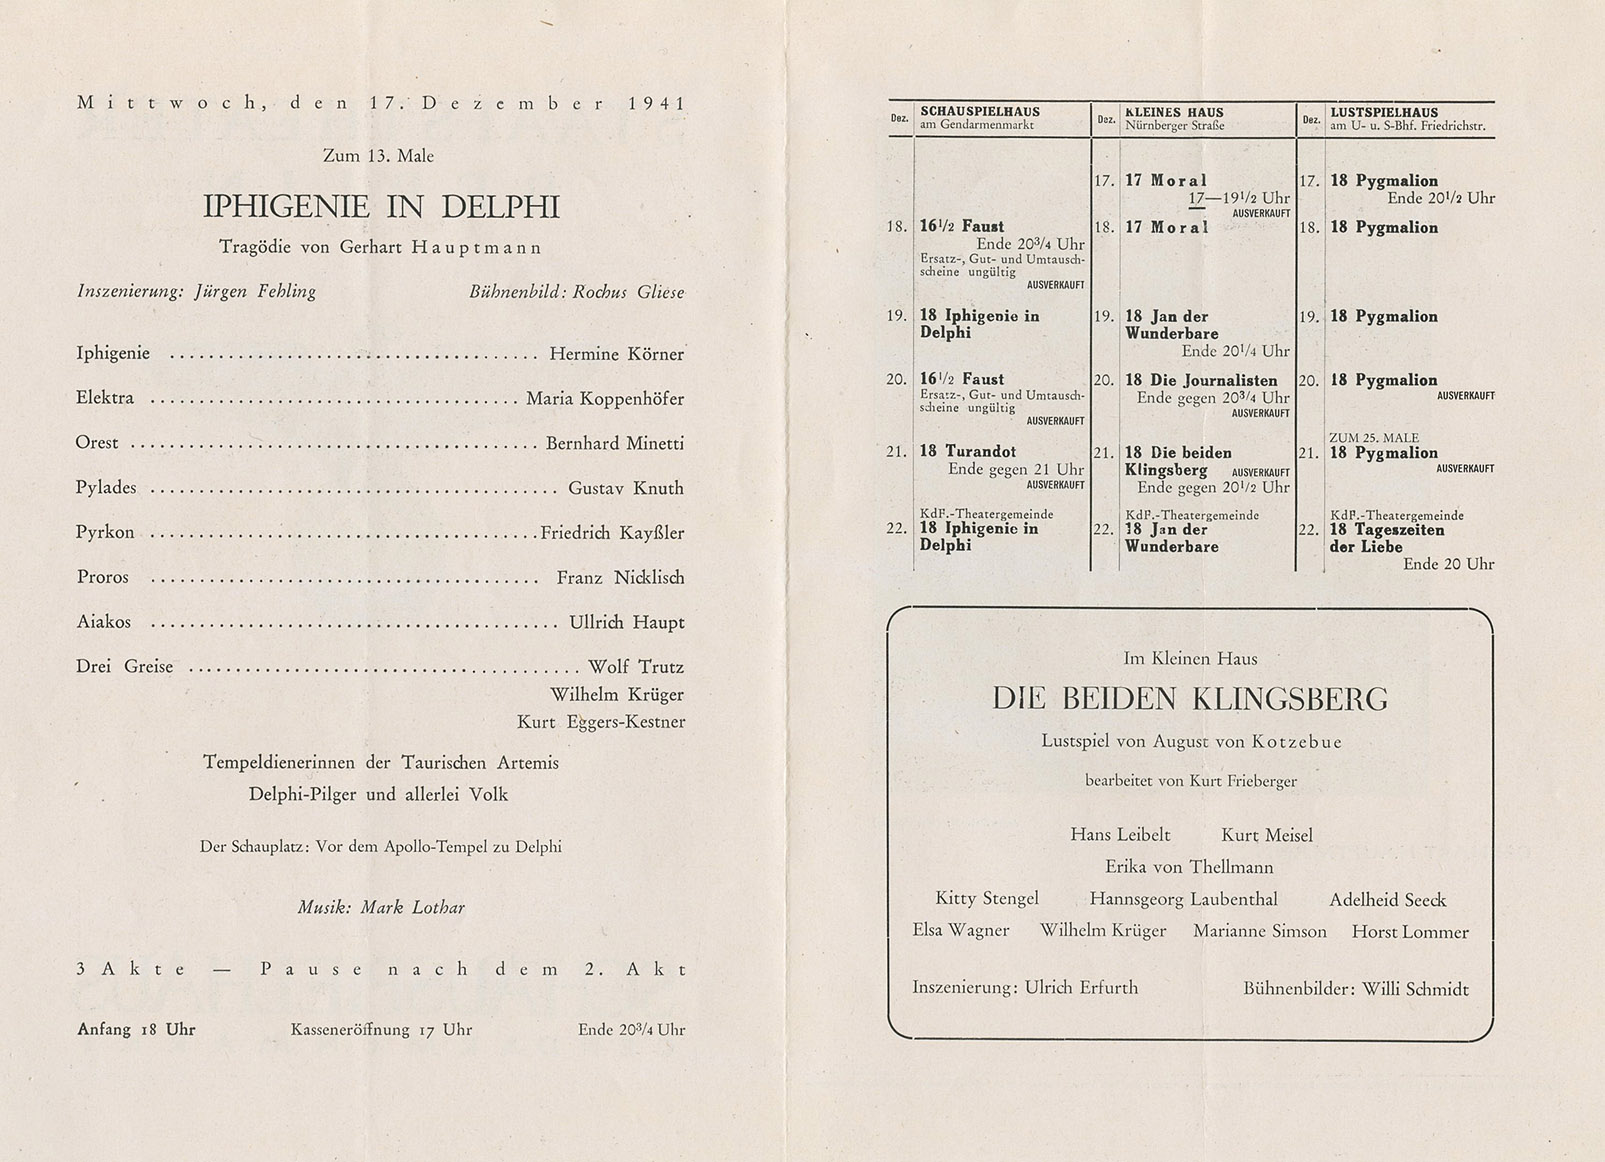 Mittwoch, den 17. Dezember 1941
Zum 13. Male
IPHIGENIE IN DELPHI
Tragödie von Gerhart Hauptmann
Inszenierung: Jürgen Fehling Bühnenbild: Rochus Gliese
Iphigenie ..................................... Hermine Körner
Elektra ..................................... Maria Koppenhöfer
Orest ......................................... Bernhard Minetti
Pylades ......................................... Gustav Knuth
Pyrkon .......................................Friedrich Kayßler
Proros ....................................... Franz Nicklisch
Aiakos ......................................... Ullrich Haupt
Drei Greise ....................................... Wolf Trutz
Wilhelm Krüger
Kurt Eggers-Kestner
Tempeldienerinnen der Taurischen Artemis
Delphi-Pilger und allerlei Volk
Der Schauplatz: Vor dem Apollo-Tempel zu Delphi
Musik: Mark Lothar
3 Akte — Pause nach dem 2. Akt
Anfang 18 Uhr Kasseneröffnung 17 Uhr Ende 20³/4 Uhr
Dez. SCHAUSPIELHAUS
am Gendarmenmarkt
18. 16¹/2 Faust
Ende 20³/4 Uhr
Ersatz-, Gut- und Umtausch-
scheine ungültig
AUSVERKAUFT
19. 18 Iphigenie in
Delphi
20. 16¹/2 Faust
Ersatz-, Gut- und Umtausch-
scheine ungültig
AUSVERKAUFT
21. 18 Turandot
Ende gegen 21 Uhr
AUSVERKAUFT
KdF.-Theatergemeinde
22. 18 Iphigenie in
Delphi
Dez. KLEINES HAUS
Nürnberger Straße
17. 17 Moral
17—19¹/2 Uhr
AUSVERKAUFT
18. 17 Moral
19. 18 Jan der
Wunderbare
Ende 20¹/4 Uhr
20. 18 Die Journalisten
Ende gegen 20³/4 Uhr
AUSVERKAUFT
21. 18 Die beiden
Klingsberg AUSVERKAUFT
Ende gegen 20¹/2 Uhr
KdF.-Theatergemeinde
22. 18 Jan der
Wunderbare
Dez. LUSTSPIELHAUS
am U- u. S-Bhf. Friedrichstr.
17. 18 Pygmalion
Ende 20¹/2 Uhr
18. 18 Pygmalion
19. 18 Pygmalion
20. 18 Pygmalion
AUSVERKAUFT
ZUM 25. MALE
21. 18 Pygmalion
AUSVERKAUFT
KdF.-Theatergemeinde
22. 18 Tageszeiten
der Liebe
Ende 20 Uhr
Im Kleinen Haus
DIE BEIDEN KLINGSBERG
Lustspiel von August von Kotzebue
bearbeitet von Kurt Frieberger
Hans Leibelt Kurt Meisel
Erika von Thellmann
Kitty Stengel Hannsgeorg Laubenthal Adelheid Seeck
Elsa Wagner Wilhelm Krüger Marianne Simson Horst Lommer
Inszenierung: Ulrich Erfurth Bühnenbilder: Willi Schmidt